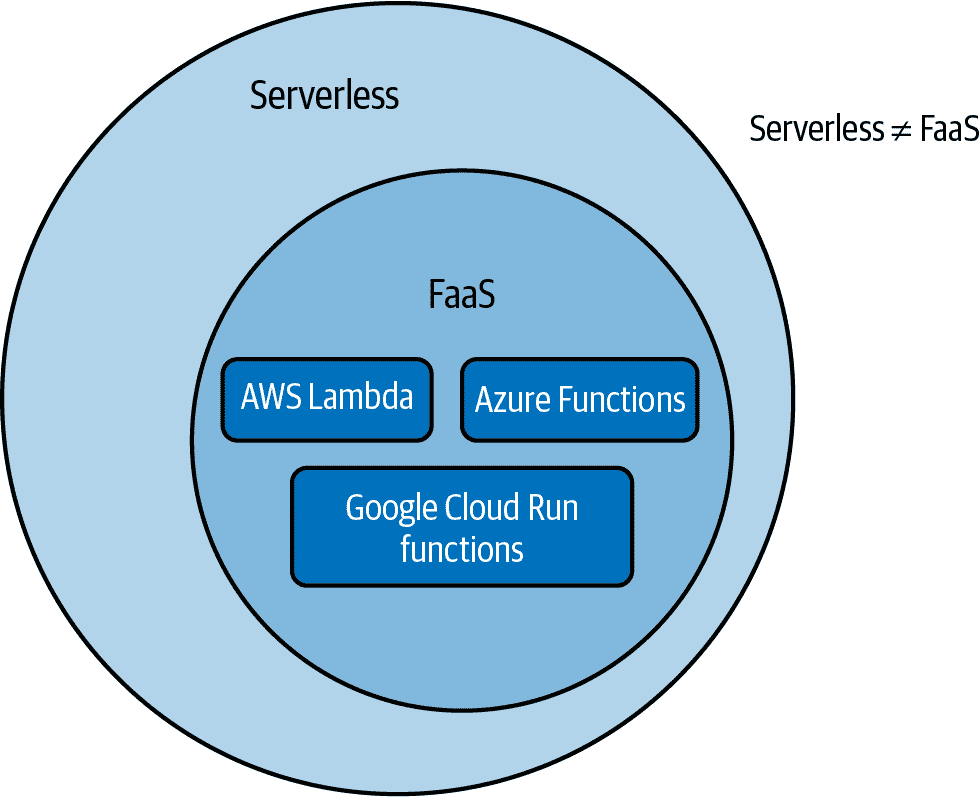 Serverless
Serverless ≠ FaaS
FaaS
AWS Lambda
Azure Functions
Google Cloud Run
functions